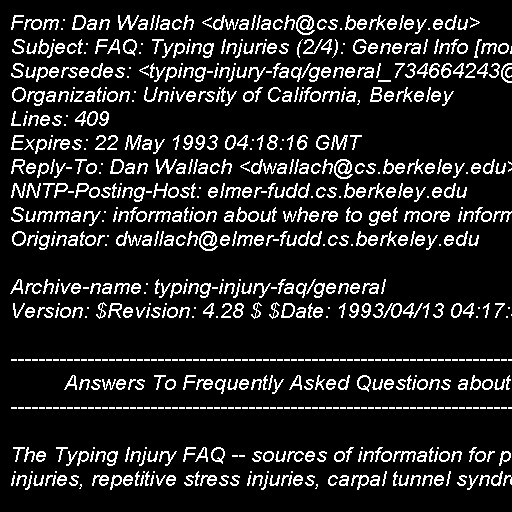 From: Dan Wallach <dwallach@cs.berkeley.edu>
Subject: FAQ: Typing Injuries (2/4): General Info [mo
Supersedes: <typing-injury-faq/general_734664243@
Organization: University of California, Berkeley
Lines: 409
Expires: 22 May 1993 04:18:16 GMT
Reply-To: Dan Wallach <dwallach@cs.berkeley.edu>
NNTP-Posting-Host: elmer-fudd.cs.berkeley.edu
Summary: information about where to get more inform
Originator: dwallach@elmer-fudd.cs.berkeley.edu

Archive-name: typing-injury-faq/general
Version: $Revision: 4.28 $ $Date: 1993/04/13 04:17:

-------------------------------------------------------------------------------
Answers To Frequently Asked Questions about
-------------------------------------------------------------------------------

The Typing Injury FAQ -- sources of information for p
injuries, repetitive stress injuries, carpal tunnel syndr